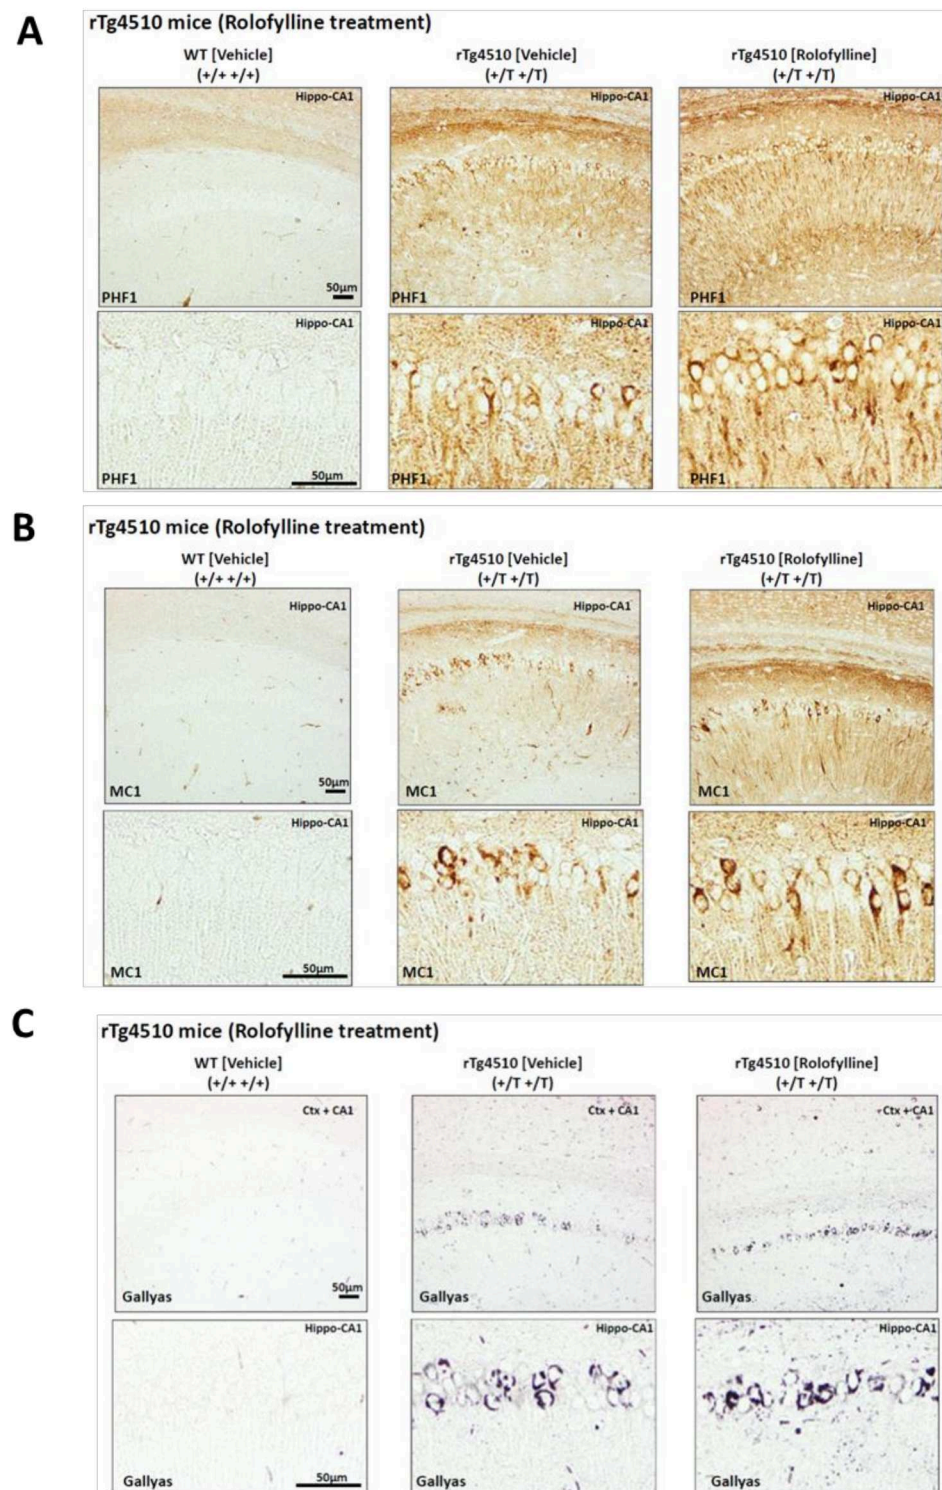 A
rTg4510 mice (Rolofylline treatment)
WT [Vehicle]
(+/+ +/+)
rTg4510 [Vehicle]
(+/T +/T)
rTg4510 [Rolofylline]
(+/T +/T)
Hippo-CA1
Hippo-CA1
Hippo-CA1
50μm
PHF1
PHF1
PHF1
Hippo-CA1
Hippo-CA1
Hippo-CA1
50μm
PHF1
PHF1
PHF1
B
rTg4510 mice (Rolofylline treatment)
WT [Vehicle]
(+/+ +/+)
rTg4510 [Vehicle]
(+/T +/T)
rTg4510 [Rolofylline]
(+/T +/T)
Hippo-CA1
Hippo-CA1
Hippo-CA1
50μm
MC1
MC1
MC1
Hippo-CA1
Hippo-CA1
Hippo-CA1
50μm
MC1
MC1
MC1
C
rTg4510 mice (Rolofylline treatment)
WT [Vehicle]
(+/+ +/+)
rTg4510 [Vehicle]
(+/T +/T)
rTg4510 [Rolofylline]
(+/T +/T)
Ctx + CA1
Ctx + CA1
Ctx + CA1
50μm
Gallyas
Gallyas
Gallyas
Hippo-CA1
Hippo-CA1
Hippo-CA1
50μm
Gallyas
Gallyas
Gallyas